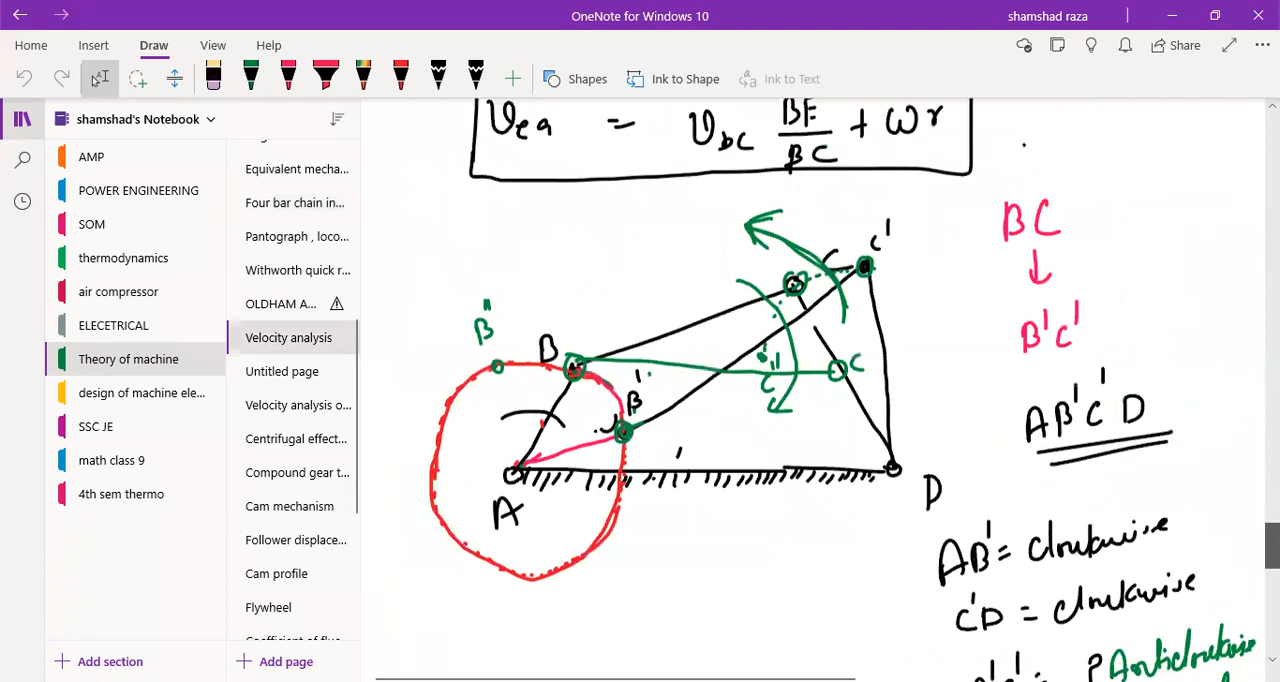 OneNote for Windows 10
shamshad raza
Home
Insert
Draw
View
Help
Share
Shapes
Ink to Shape
Ink to Text
shamshad's Notebook
AMP
POWER ENGINEERING
SOM
thermodynamics
air compressor
ELECETRICAL
Theory of machine
design of machine ele...
SSC JE
math class 9
4th sem thermo
Add section
Equivalent mecha...
Four bar chain in...
Pantograph , loco...
Withworth quick r...
OLDHAM A...
Velocity analysis
Untitled page
Velocity analysis o...
Centrifugal effect...
Compound gear t...
Cam mechanism
Follower displace...
Cam profile
Flywheel
Add page
= V_bc BE/BC + ωr
B''
B
B'
C
C'
C
C''
A
D
BC
↓
B'C'
AB'C'D
AB' = clockwise
C'D = clockwise
? Anticlockwise